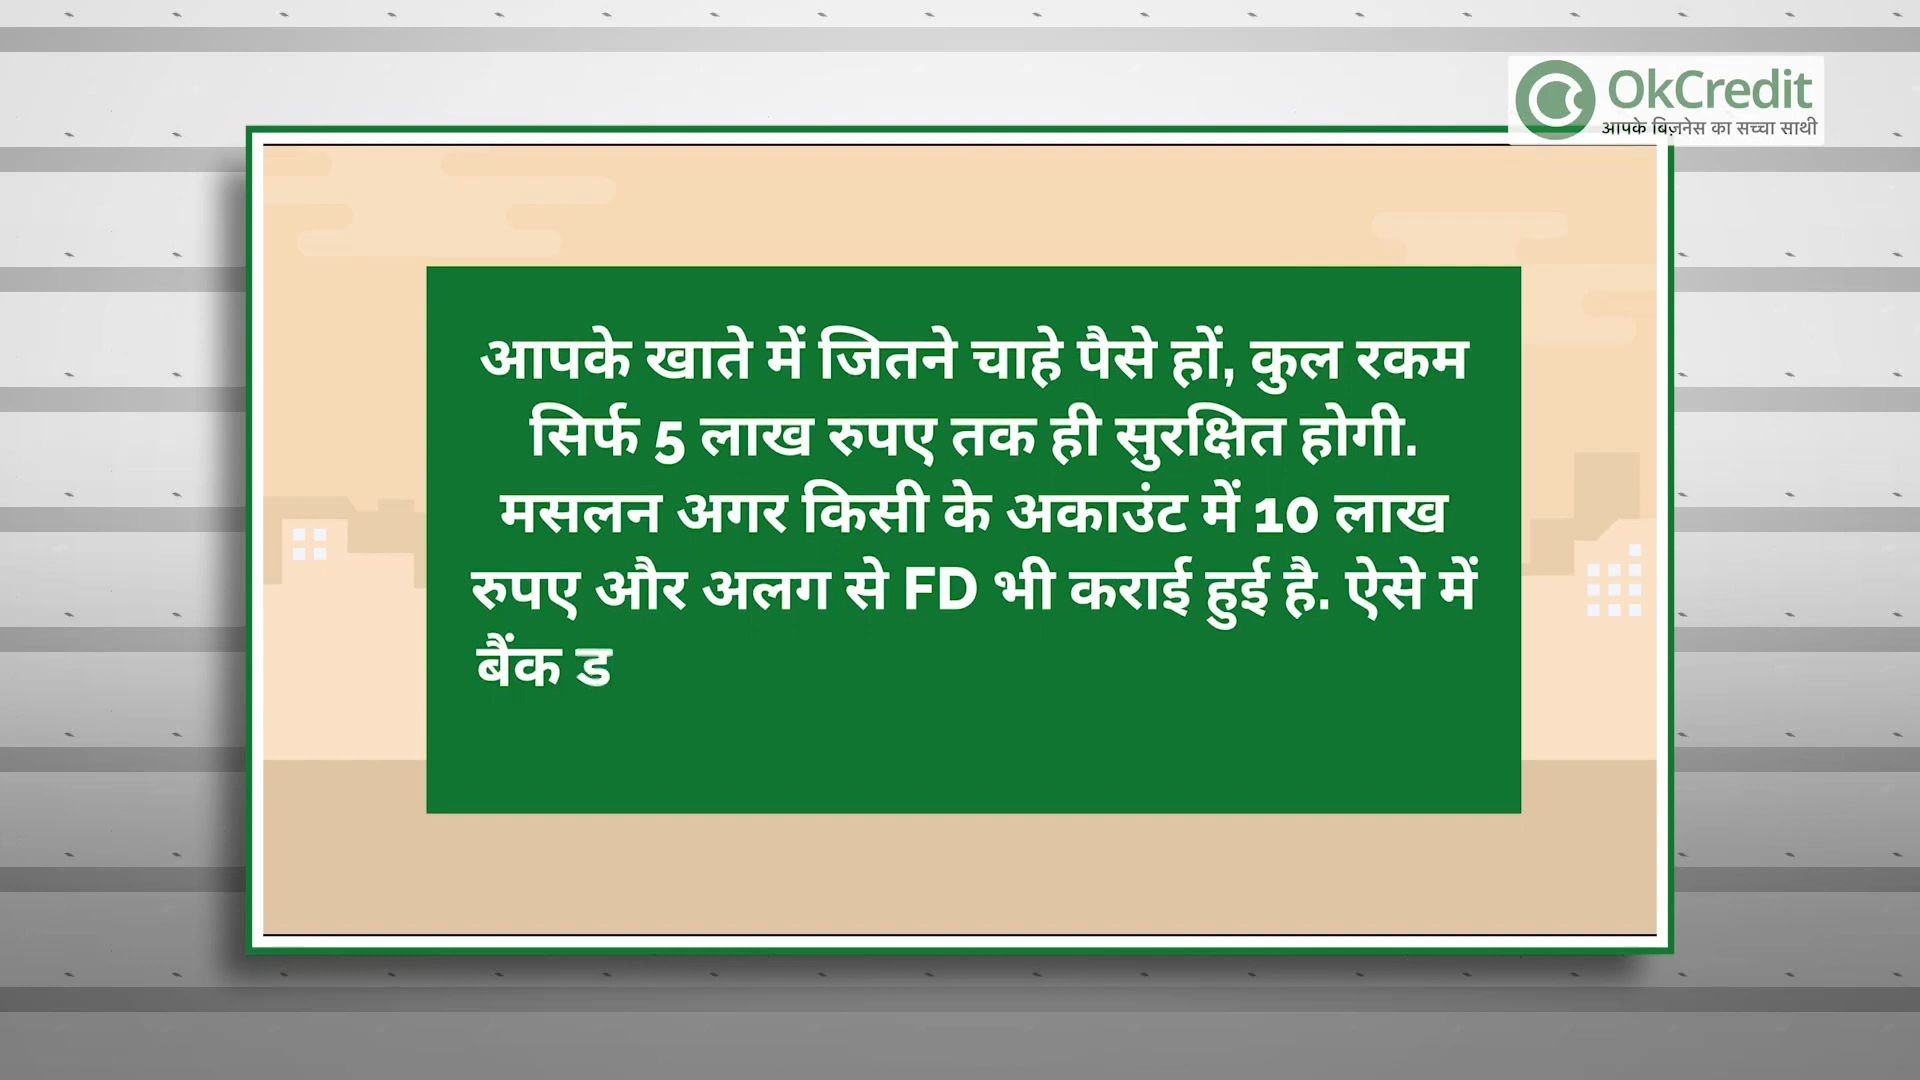 OkCredit
आपके बिज़नेस का सच्चा साथी
आपके खाते में जितने चाहे पैसे हों, कुल रकम
सिर्फ 5 लाख रुपए तक ही सुरक्षित होगी.
मसलन अगर किसी के अकाउंट में 10 लाख
रुपए और अलग से FD भी कराई हुई है. ऐसे में
बैंक ड